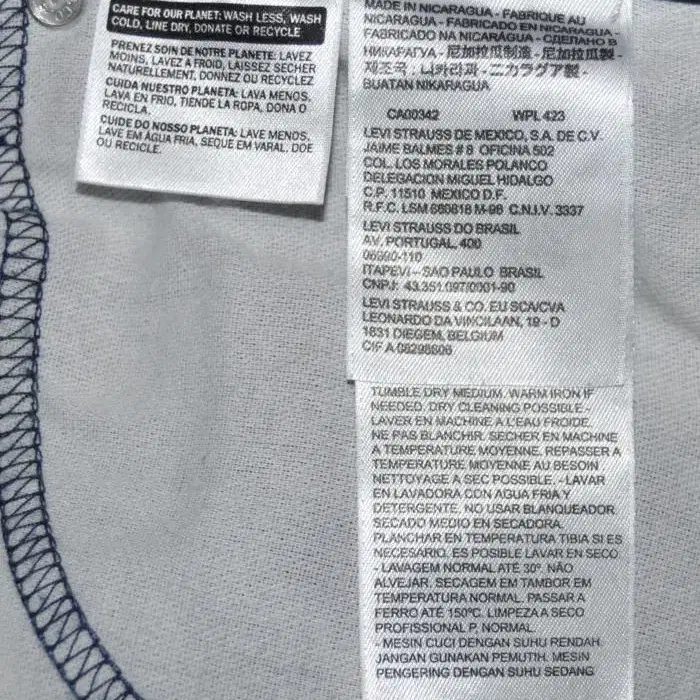 CARE FOR OUR PLANET: WASH LESS, WASH
COLD, LINE DRY, DONATE OR RECYCLE
PRENEZ SOIN DE NOTRE PLANETE: LAVEZ
MOINS, LAVEZ A FROID, LAISSEZ SECHER
NATURELLEMENT, DONNEZ OU RECYCLEZ
CUIDA NUESTRO PLANETA: LAVA MENOS,
LAVA EN FRIO, TIENDE LA ROPA, DONA O
RECICLA.
CUIDE DO NOSSO PLANETA: LAVE MENOS,
LAVE EM ÁGUA FRIA, SEQUE EM VARAL, DOE
OU RECICLE.
MADE IN NICARAGUA - FABRIQUE AU
NICARAGUA - FABRICADO EN NICARAGUA -
FABRICADO NA NICARÁGUA - СДЕЛАНО В
НИКАРАГУА - 尼加拉瓜制造 - 尼加拉瓜製 -
제조국 : 니카라과 - ニカラグア製 -
BUATAN NIKARAGUA
CA00342 WPL 423
LEVI STRAUSS DE MEXICO, S.A. DE C.V.
JAIME BALMES # 8 OFICINA 502
COL. LOS MORALES POLANCO
DELEGACION MIGUEL HIDALGO
C.P. 11510 MEXICO D.F.
R.F.C. LSM 680618 M-98 C.N.I.V. 3337
LEVI STRAUSS DO BRASIL
AV. PORTUGAL, 400
06690-110
ITAPEVI - SAO PAULO BRASIL
CNPJ: 43.351.097/0001-90
LEVI STRAUSS & CO. EU SCA/CVA
LEONARDO DA VINCILAAN, 19 - D
1831 DIEGEM, BELGIUM
CIF A 08298606
TUMBLE DRY MEDIUM. WARM IRON IF
NEEDED. DRY CLEANING POSSIBLE -
LAVER EN MACHINE A L'EAU FROIDE.
NE PAS BLANCHIR. SECHER EN MACHINE
A TEMPERATURE MOYENNE. REPASSER A
TEMPERATURE MOYENNE AU BESOIN
NETTOYAGE A SEC POSSIBLE. - LAVAR
EN LAVADORA CON AGUA FRIA Y
DETERGENTE. NO USAR BLANQUEADOR
SECADO MEDIO EN SECADORA.
PLANCHAR EN TEMPERATURA TIBIA SI ES
NECESARIO. ES POSIBLE LAVAR EN SECO
- LAVAGEM NORMAL ATÉ 30º. NÃO
ALVEJAR. SECAGEM EM TAMBOR EM
TEMPERATURA NORMAL. PASSAR A
FERRO ATÉ 150ºC. LIMPEZA A SECO
PROFISSIONAL P, NORMAL.
- MESIN CUCI DENGAN SUHU RENDAH.
JANGAN GUNAKAN PEMUTIH. MESIN
PENGERING DENGAN SUHU SEDANG